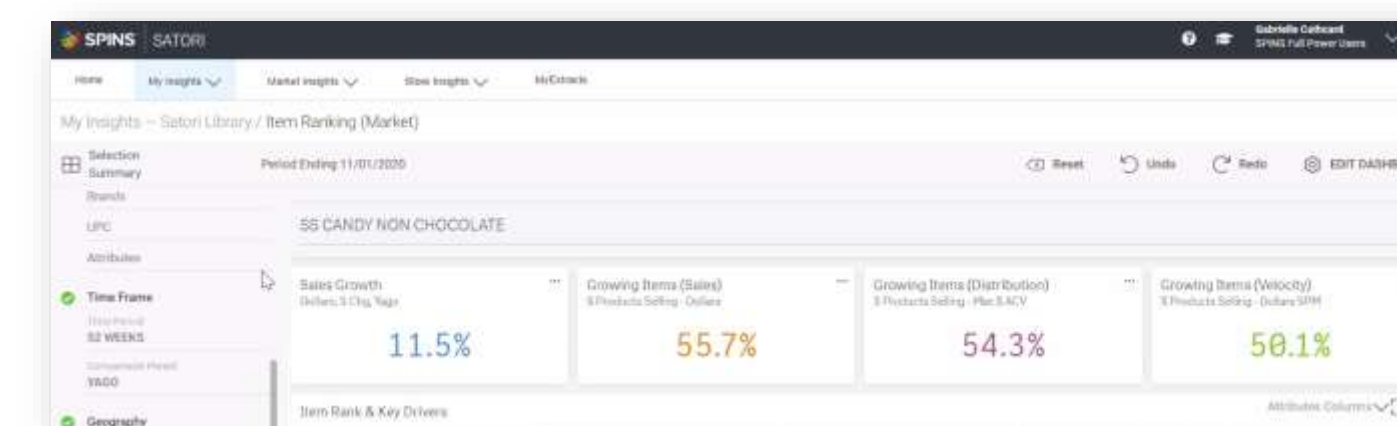 SPINS SATORI
Gabrielle Cathcart
SPINS Full Power Users
Home My Insights Market Insights Store Insights MyExtracts
My Insights – Satori Library / Item Ranking (Market)
Selection
Summary
Period Ending 11/01/2020
Reset Undo Redo EDIT DASHB
Brands
UPC
SS CANDY NON CHOCOLATE
Attributes
Time Frame
Time Period
52 WEEKS
Comparison Period
YAGO
Geography
Sales Growth
Dollars, % Chg, Yago
11.5%
Growing Items (Sales)
% Products Selling - Dollars
55.7%
Growing Items (Distribution)
% Products Selling - Max % ACV
54.3%
Growing Items (Velocity)
% Products Selling - Dollars SPM
50.1%
Item Rank & Key Drivers
Attributes Columns